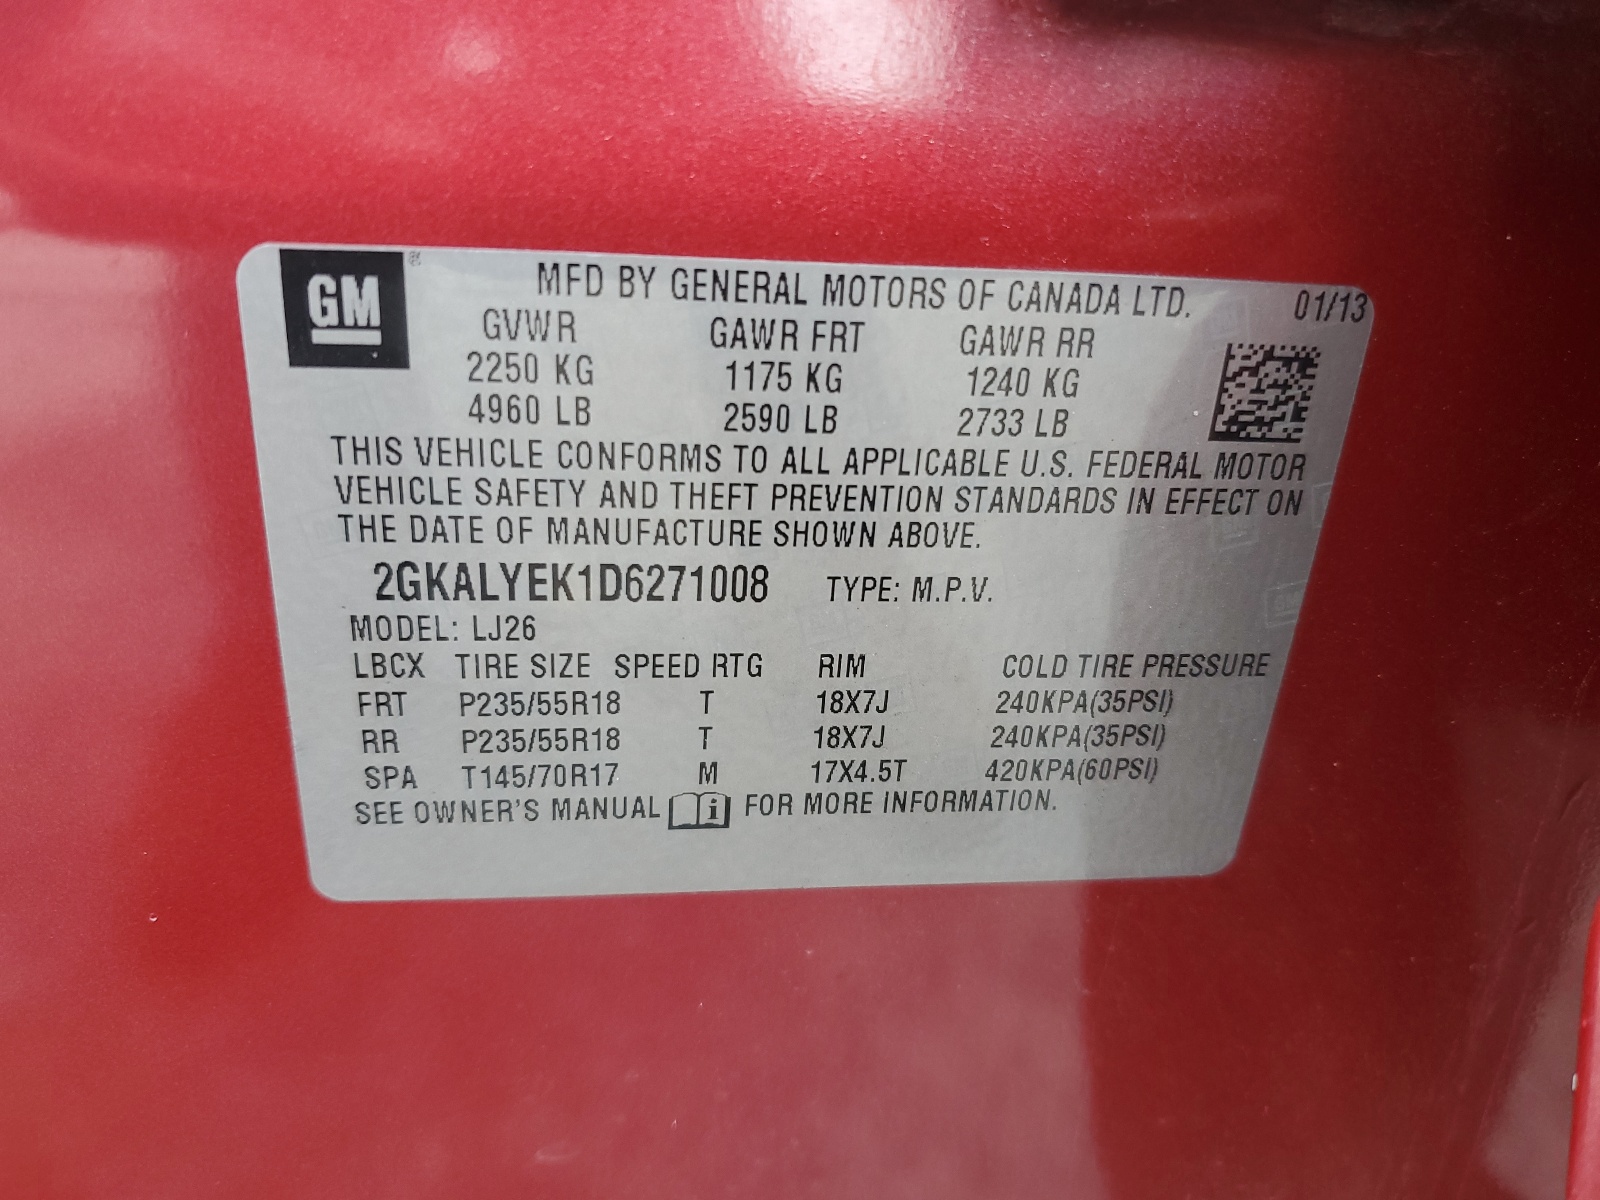 GM®
MFD BY GENERAL MOTORS OF CANADA LTD. 01/13
GVWR GAWR FRT GAWR RR
2250 KG 1175 KG 1240 KG
4960 LB 2590 LB 2733 LB
THIS VEHICLE CONFORMS TO ALL APPLICABLE U.S. FEDERAL MOTOR
VEHICLE SAFETY AND THEFT PREVENTION STANDARDS IN EFFECT ON
THE DATE OF MANUFACTURE SHOWN ABOVE.
2GKALYEK1D6271008 TYPE: M.P.V.
MODEL: LJ26
LBCX TIRE SIZE SPEED RTG RIM COLD TIRE PRESSURE
FRT P235/55R18 T 18X7J 240KPA(35PSI)
RR P235/55R18 T 18X7J 240KPA(35PSI)
SPA T145/70R17 M 17X4.5T 420KPA(60PSI)
SEE OWNER'S MANUAL i FOR MORE INFORMATION.